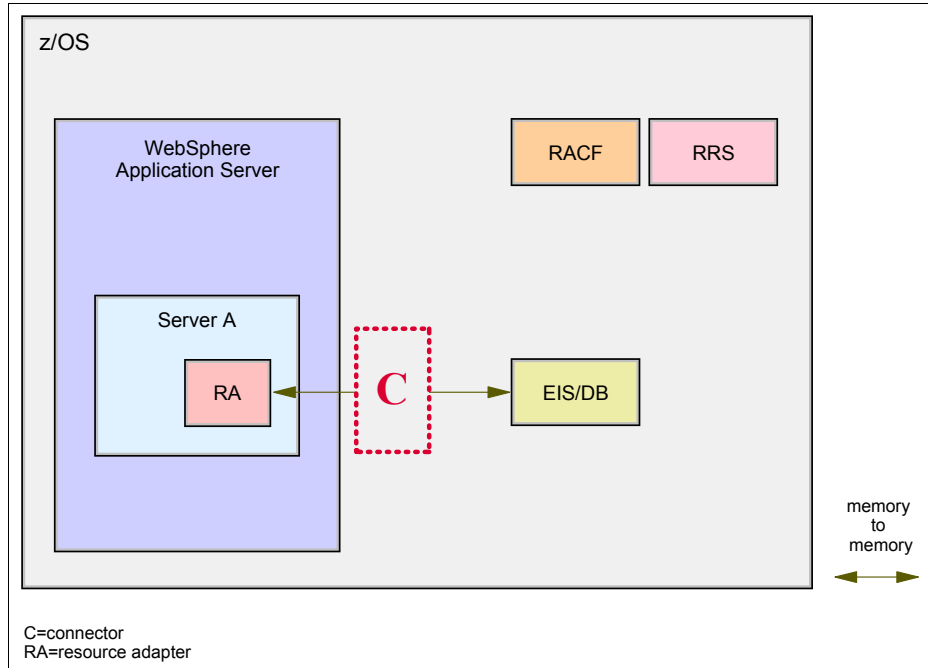 z/OS
WebSphere
Application Server
RACF
RRS
Server A
RA
C
EIS/DB
memory
to
memory
C=connector
RA=resource adapter